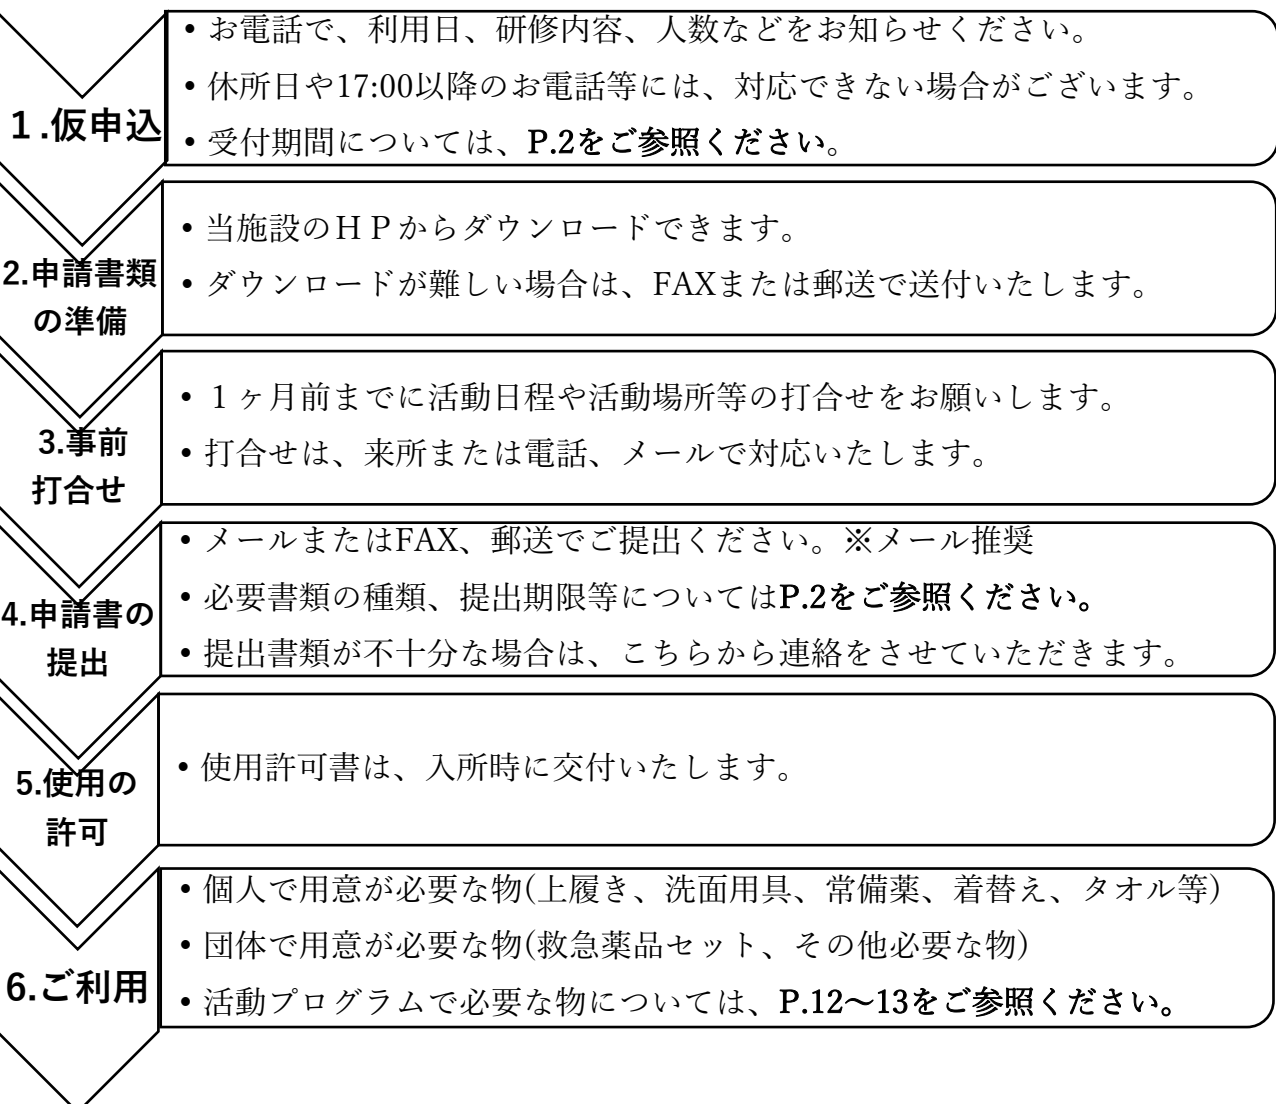 １.仮申込
• お電話で、利用日、研修内容、人数などをお知らせください。
• 休所日や17:00以降のお電話等には、対応できない場合がございます。
• 受付期間については、P.2をご参照ください。
2.申請書類
の準備
• 当施設のＨＰからダウンロードできます。
• ダウンロードが難しい場合は、FAXまたは郵送で送付いたします。
3.事前
打合せ
• １ヶ月前までに活動日程や活動場所等の打合せをお願いします。
• 打合せは、来所または電話、メールで対応いたします。
4.申請書の
提出
• メールまたはFAX、郵送でご提出ください。※メール推奨
• 必要書類の種類、提出期限等についてはP.2をご参照ください。
• 提出書類が不十分な場合は、こちらから連絡をさせていただきます。
5.使用の
許可
• 使用許可書は、入所時に交付いたします。
6.ご利用
• 個人で用意が必要な物(上履き、洗面用具、常備薬、着替え、タオル等)
• 団体で用意が必要な物(救急薬品セット、その他必要な物)
• 活動プログラムで必要な物については、P.12～13をご参照ください。